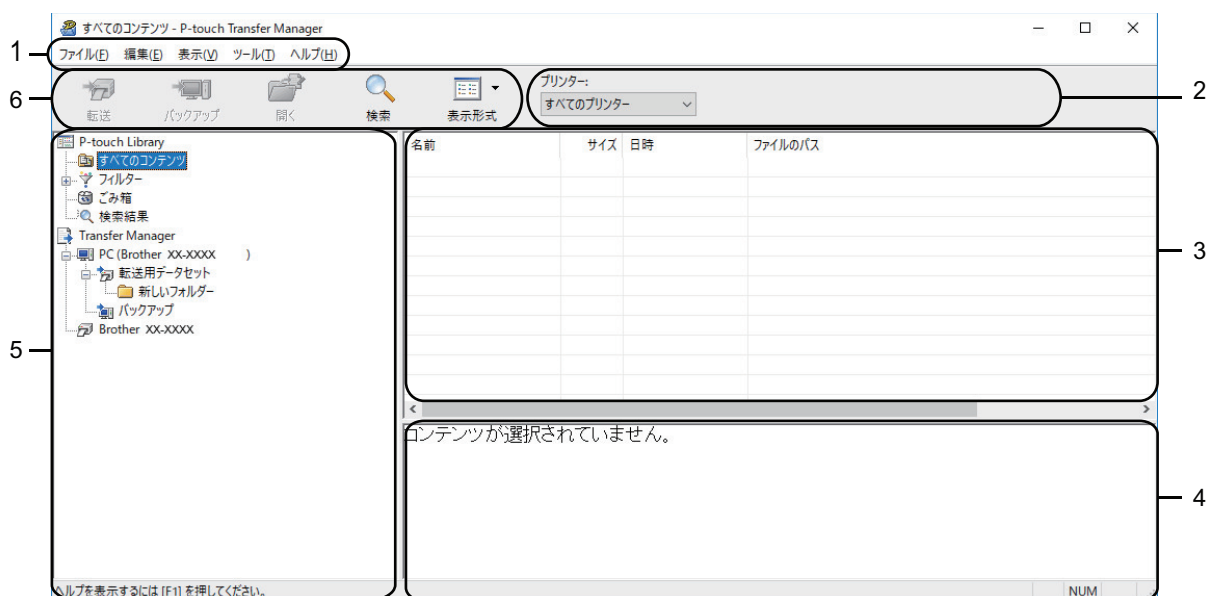 すべてのコンテンツ - P-touch Transfer Manager
1
ファイル(F) 編集(E) 表示(V) ツール(T) ヘルプ(H)
6
転送 バックアップ 開く 検索 表示形式
プリンター:
すべてのプリンター
2
P-touch Library
すべてのコンテンツ
フィルター
ごみ箱
検索結果
Transfer Manager
PC (Brother XX-XXXX )
転送用データセット
新しいフォルダー
バックアップ
Brother XX-XXXX
5
名前 サイズ 日時 ファイルのパス
3
コンテンツが選択されていません。
4
ヘルプを表示するには [F1] を押してください。
NUM